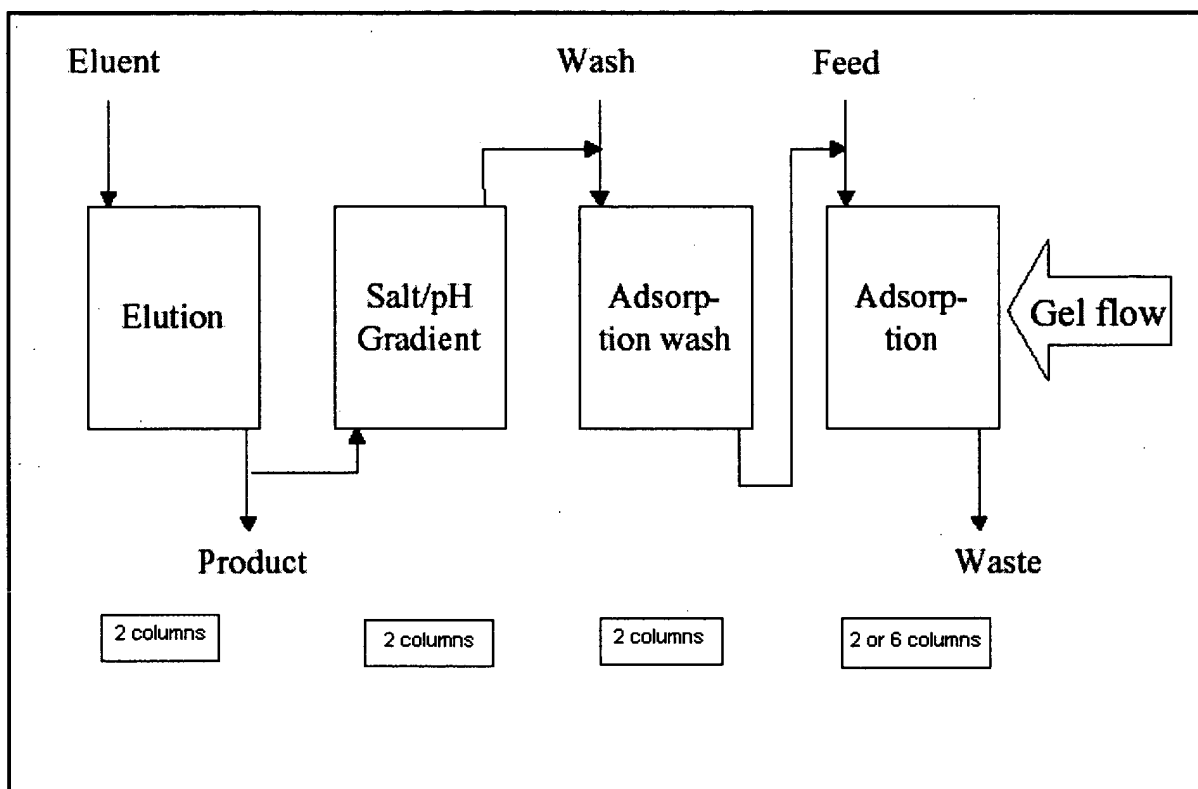 Eluent
Wash
Feed
Elution
Salt/pH
Gradient
Adsorp-
tion wash
Adsorp-
tion
Gel flow
Product
Waste
2 columns
2 columns
2 columns
2 or 6 columns